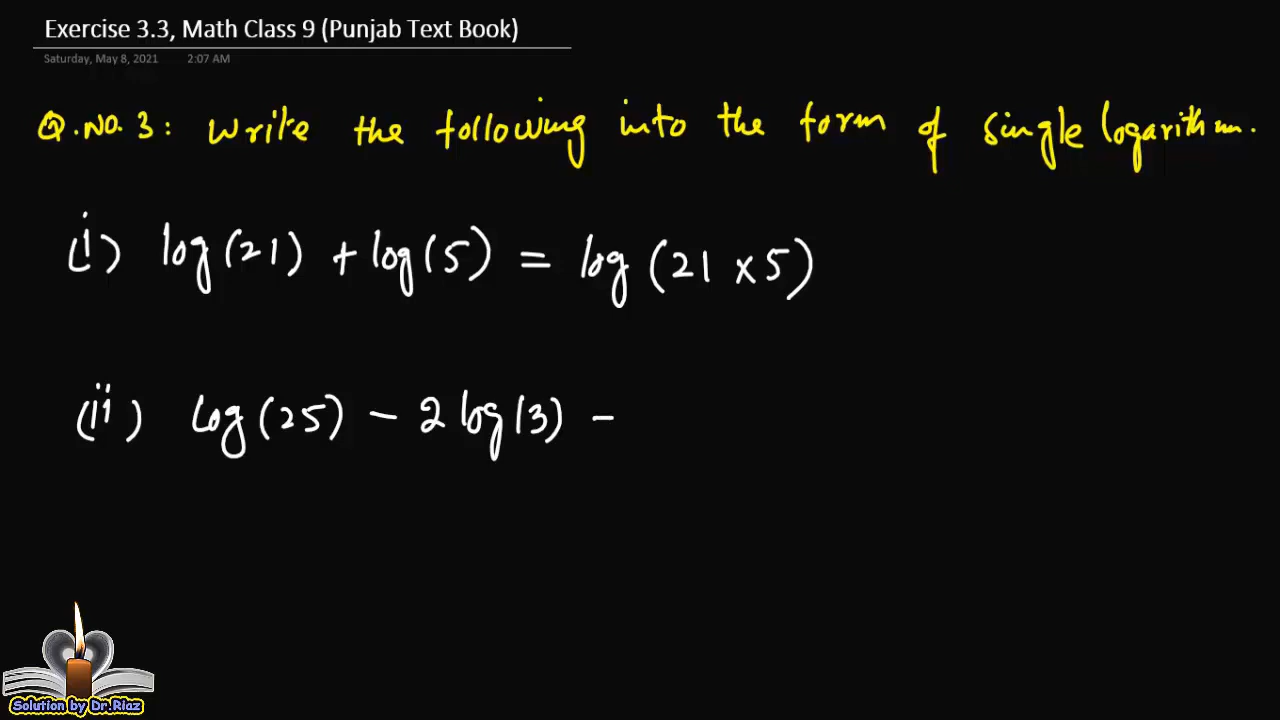 Exercise 3.3, Math Class 9 (Punjab Text Book)
Saturday, May 8, 2021 2:07 AM
Q.No. 3: Write the following into the form of single logarithm.
(i) log(21) + log(5) = log(21 × 5)
(ii) log(25) − 2 log(3) −
Solution by Dr.Riaz